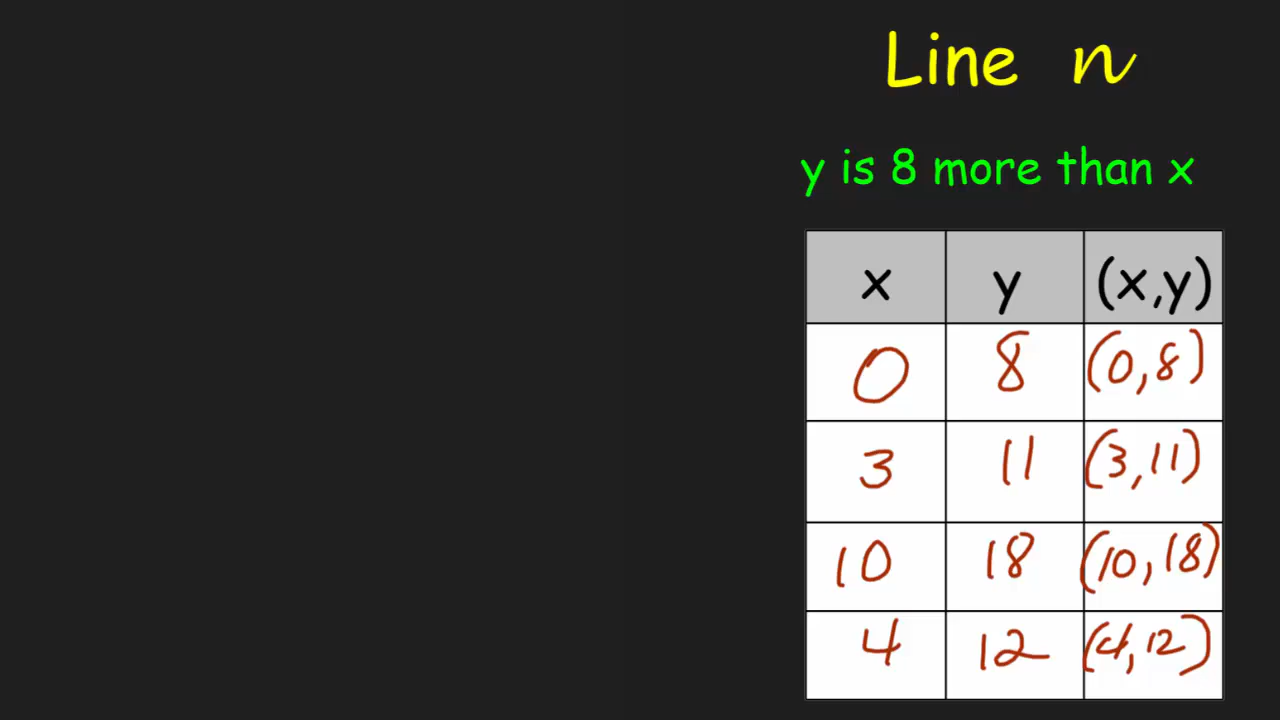 Line n
y is 8 more than x
x y (x,y)
0 8 (0,8)
3 11 (3,11)
10 18 (10,18)
4 12 (4,12)